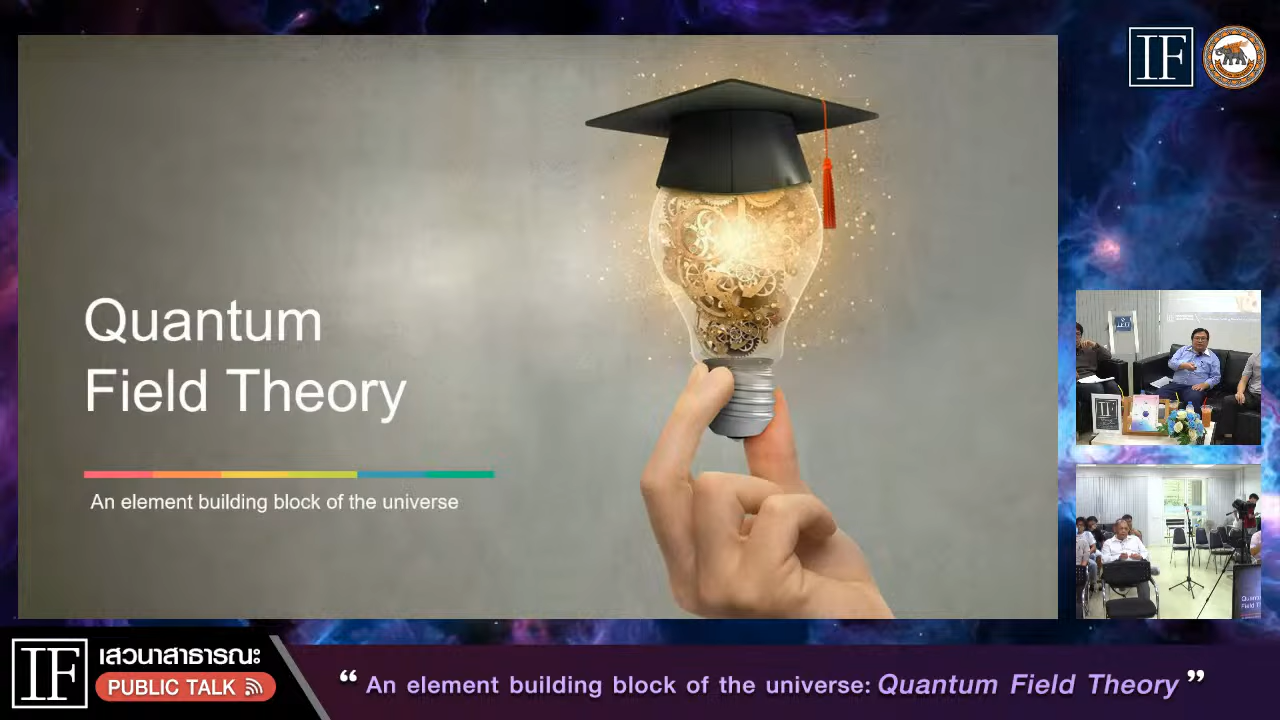 IF
Quantum
Field Theory
An element building block of the universe
IF
IF
เสวนาสาธารณะ
PUBLIC TALK
“ An element building block of the universe: Quantum Field Theory ”